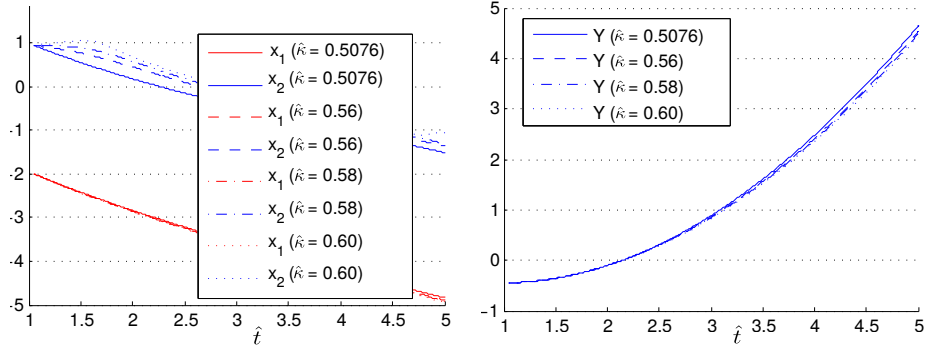 1
0
-1
-2
-3
-4
-5
1
1.5
2
2.5
3
3.5
4
4.5
5
t̂
x₁ (κ̂ = 0.5076)
x₂ (κ̂ = 0.5076)
x₁ (κ̂ = 0.56)
x₂ (κ̂ = 0.56)
x₁ (κ̂ = 0.58)
x₂ (κ̂ = 0.58)
x₁ (κ̂ = 0.60)
x₂ (κ̂ = 0.60)
5
4
3
2
1
0
−1
1
1.5
2
2.5
3
3.5
4
4.5
5
t̂
Y (κ̂ = 0.5076)
Y (κ̂ = 0.56)
Y (κ̂ = 0.58)
Y (κ̂ = 0.60)